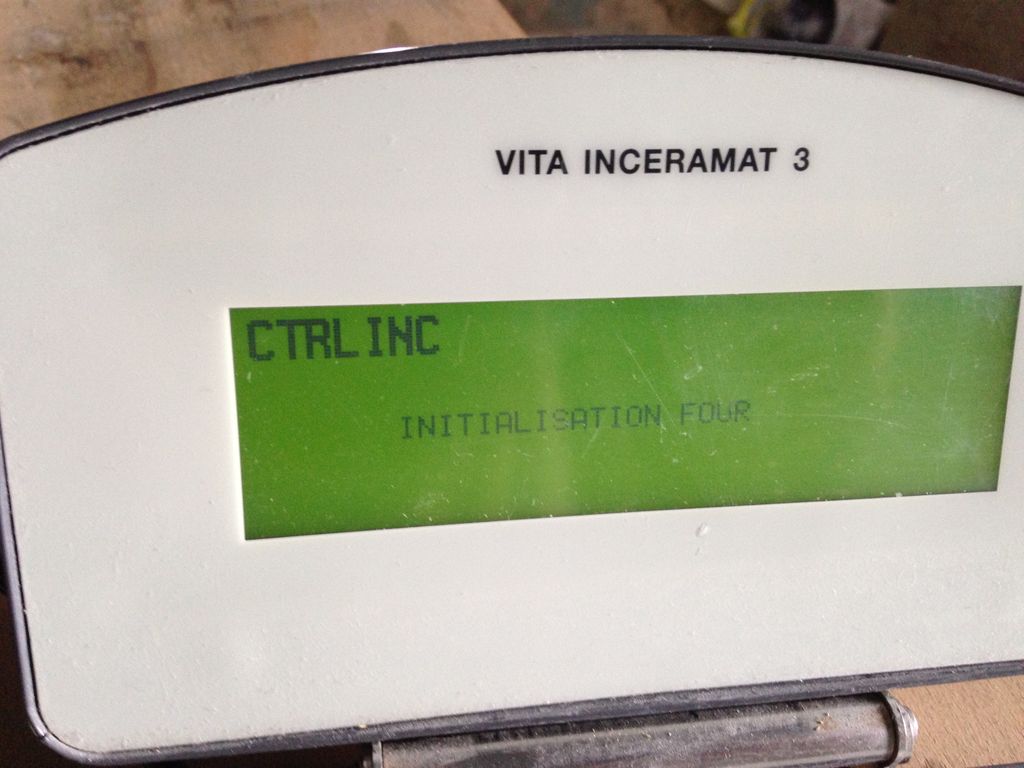 VITA INCERAMAT 3
CTRLINC
INITIALISATION FOUR